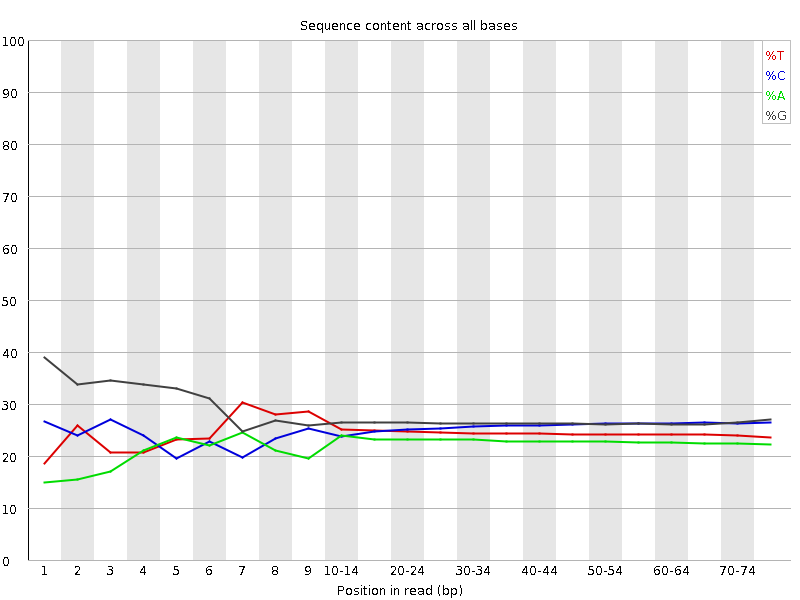 Sequence content across all bases
100
90
80
70
60
50
40
30
20
10
0
%T
%C
%A
%G
1 2 3 4 5 6 7 8 9 10-14 20-24 30-34 40-44 50-54 60-64 70-74
Position in read (bp)